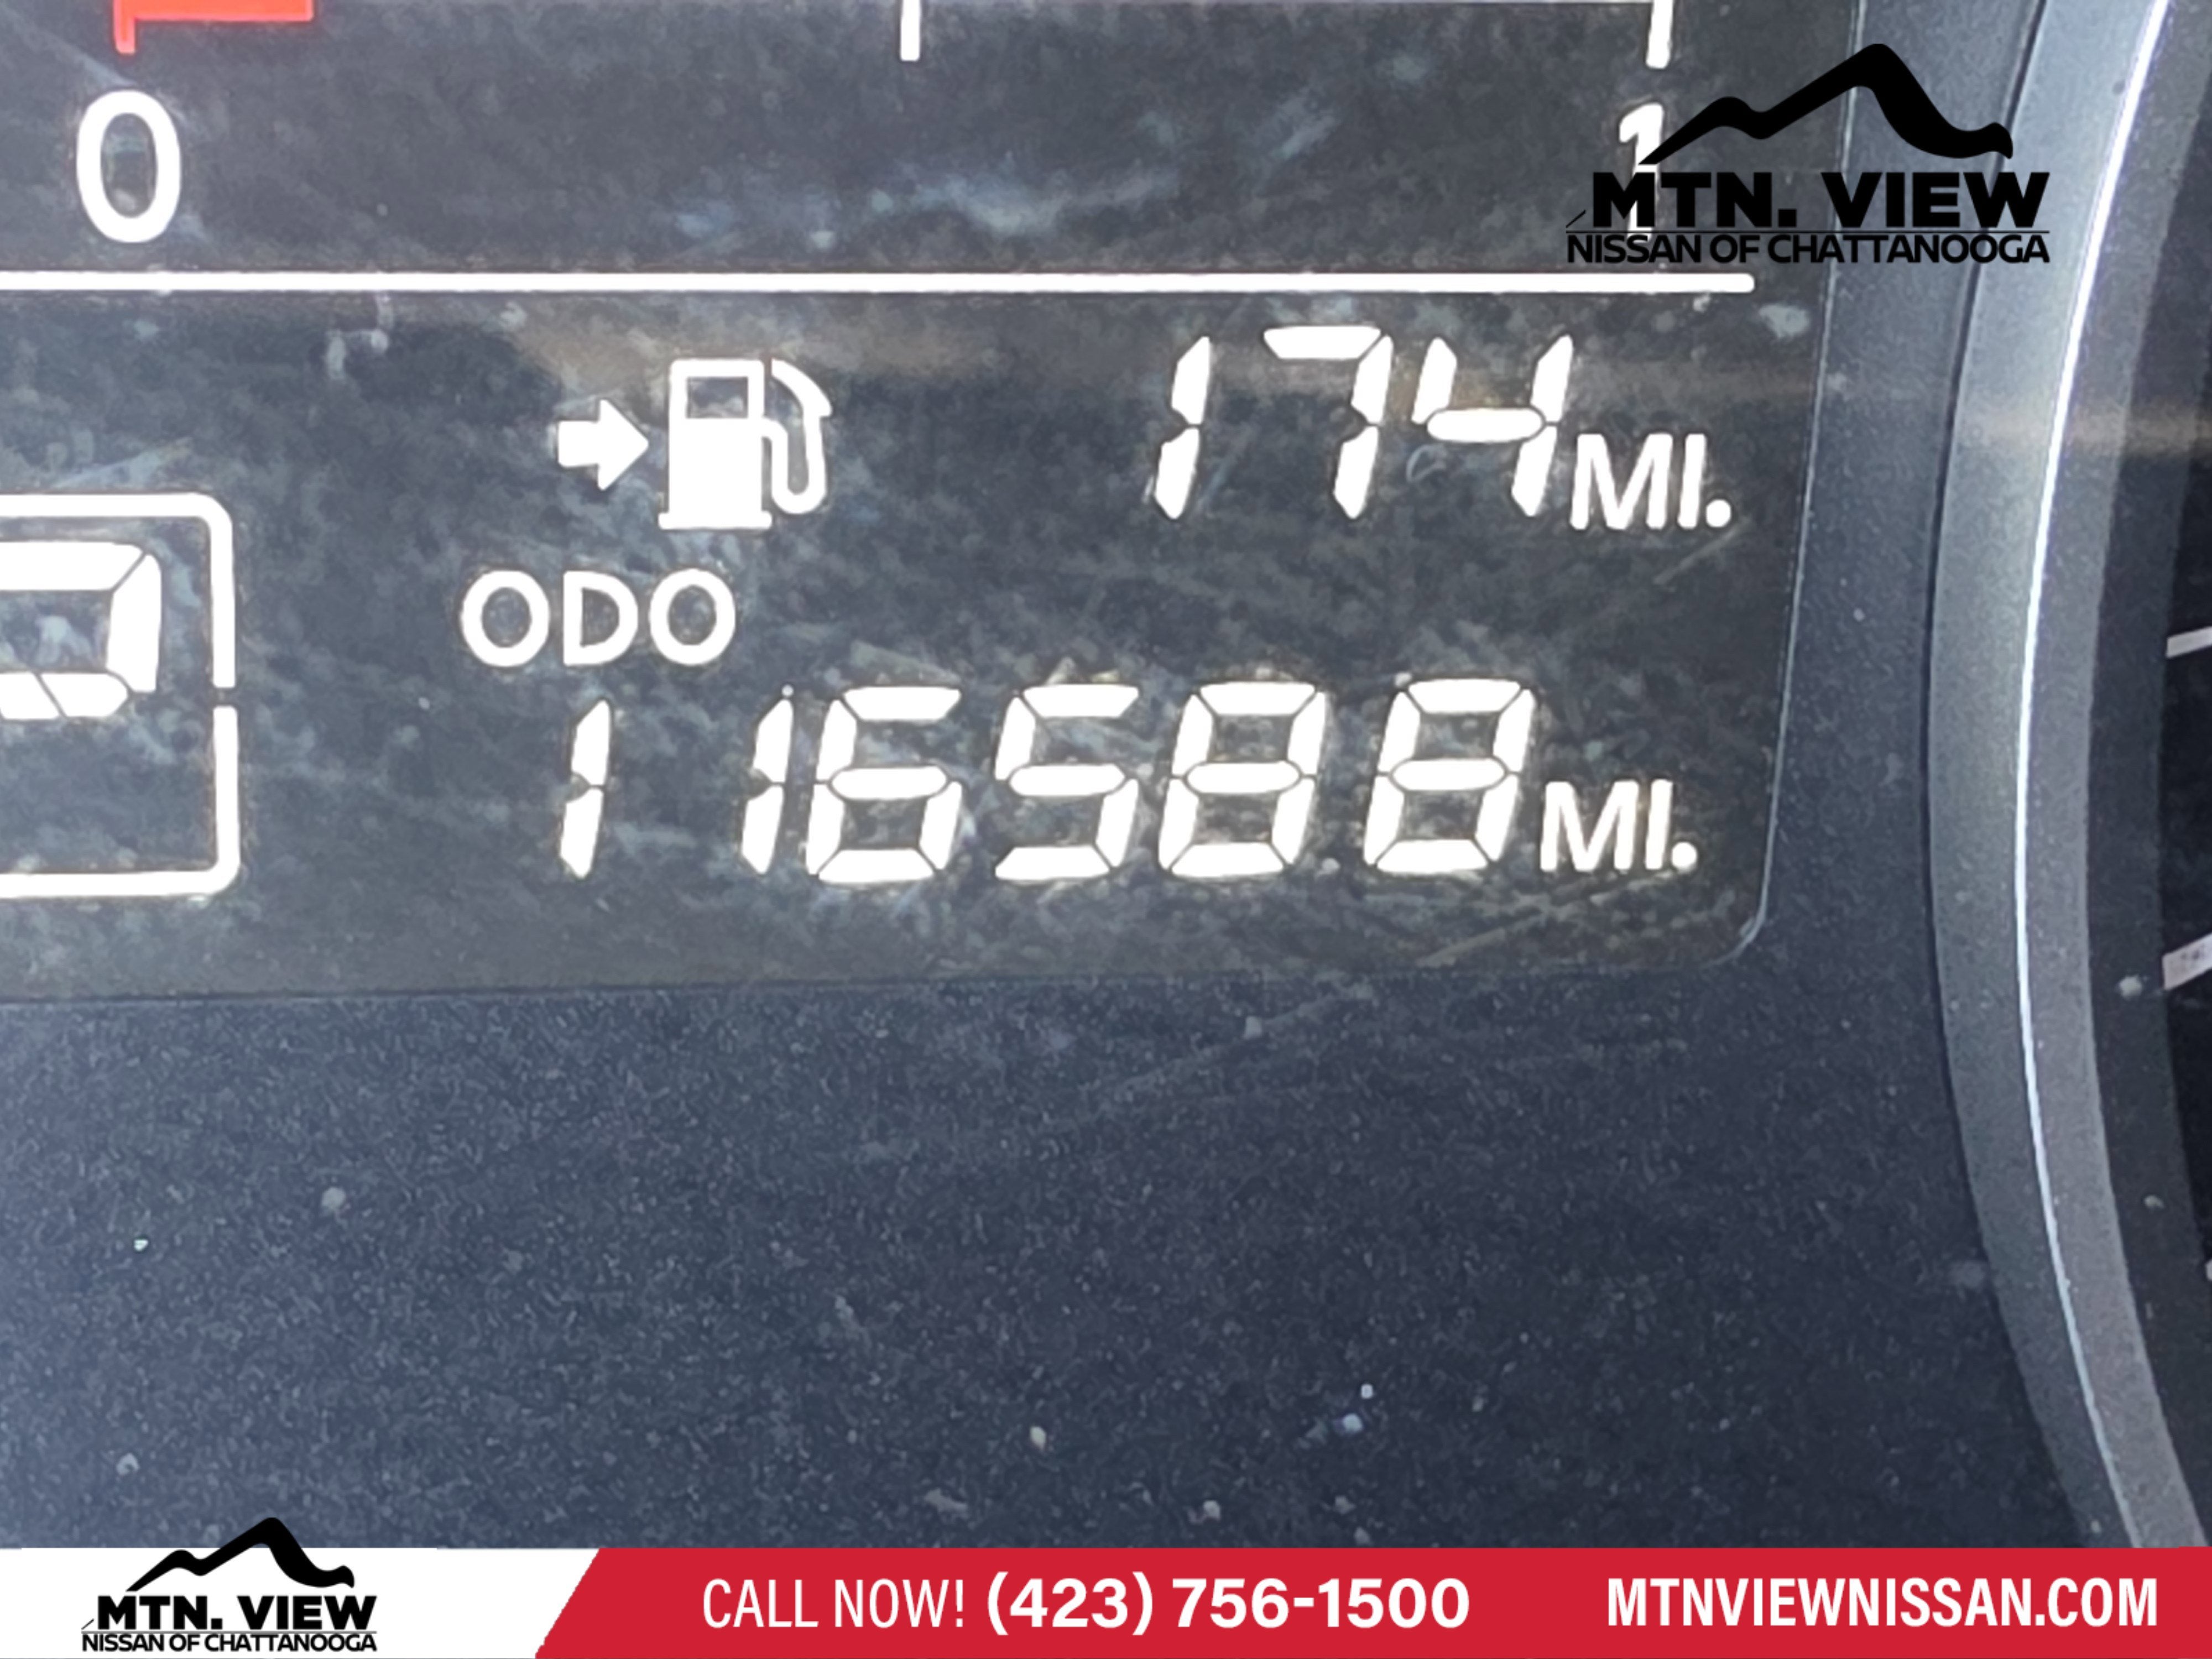 0
1
MTN. VIEW
NISSAN OF CHATTANOOGA
174 MI.
P
ODO
116588 MI.
MTN. VIEW
NISSAN OF CHATTANOOGA
CALL NOW! (423) 756-1500
MTNVIEWNISSAN.COM